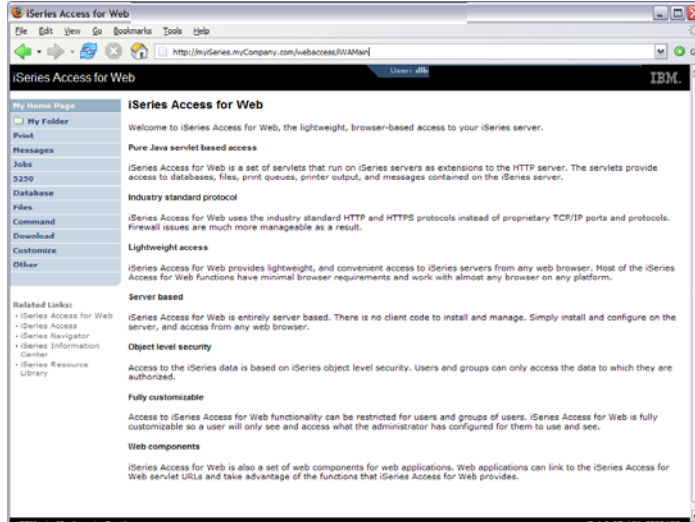 iSeries Access for Web
File Edit View Go Bookmarks Tools Help
http://myiSeries.myCompany.com/webaccess/iWAMain
iSeries Access for Web
User: dlb
IBM.
My Home Page
My Folder
Print
Messages
Jobs
5250
Database
Files
Command
Download
Customize
Other
Related Links:
• iSeries Access for Web
• iSeries Access
• iSeries Navigator
• iSeries Information
Center
• iSeries Resource
Library
iSeries Access for Web
Welcome to iSeries Access for Web, the lightweight, browser-based access to your iSeries server.
Pure Java servlet based access
iSeries Access for Web is a set of servlets that run on iSeries servers as extensions to the HTTP server. The servlets provide
access to databases, files, print queues, printer output, and messages contained on the iSeries server.
Industry standard protocol
iSeries Access for Web uses the industry standard HTTP and HTTPS protocols instead of proprietary TCP/IP ports and protocols.
Firewall issues are much more manageable as a result.
Lightweight access
iSeries Access for Web provides lightweight, and convenient access to iSeries servers from any web browser. Most of the iSeries
Access for Web functions have minimal browser requirements and work with almost any browser on any platform.
Server based
iSeries Access for Web is entirely server based. There is no client code to install and manage. Simply install and configure on the
server, and access from any web browser.
Object level security
Access to the iSeries data is based on iSeries object level security. Users and groups can only access the data to which they are
authorized.
Fully customizable
Access to iSeries Access for Web functionality can be restricted for users and groups of users. iSeries Access for Web is fully
customizable so a user will only see and access what the administrator has configured for them to use and see.
Web components
iSeries Access for Web is also a set of web components for web applications. Web applications can link to the iSeries Access for
Web servlet URLs and take advantage of the functions that iSeries Access for Web provides.